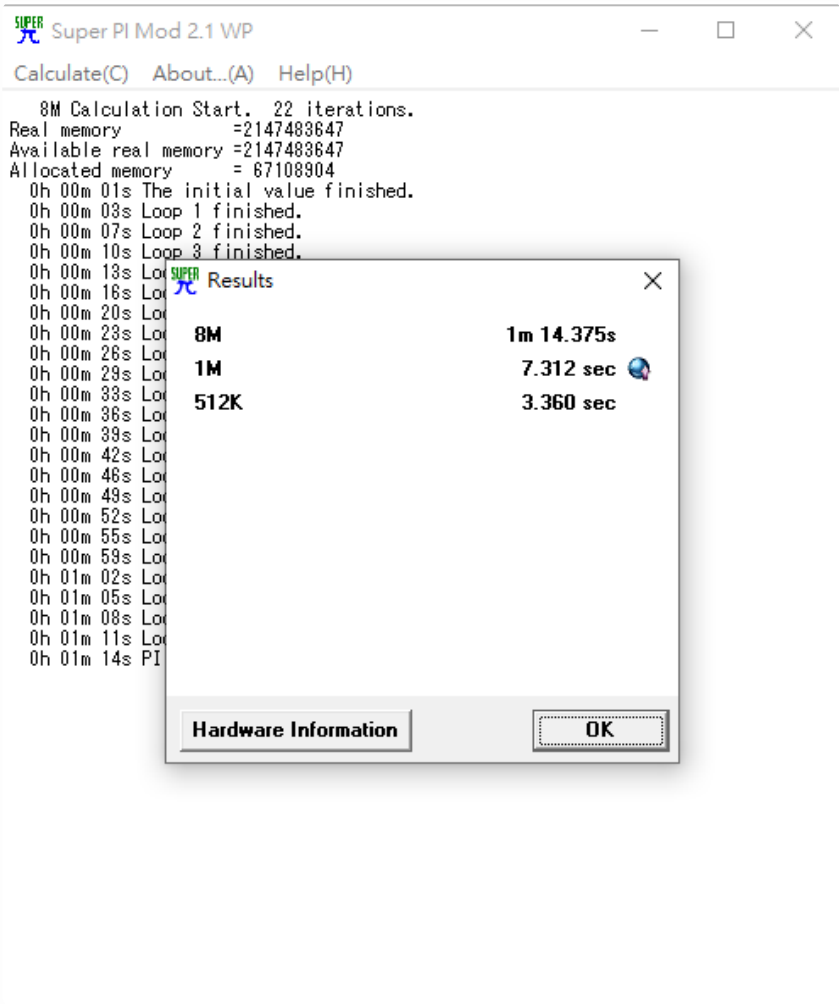 SUPER π Super PI Mod 2.1 WP
Calculate(C) About...(A) Help(H)
8M Calculation Start. 22 iterations.
Real memory =2147483647
Available real memory =2147483647
Allocated memory = 67108904
0h 00m 01s The initial value finished.
0h 00m 03s Loop 1 finished.
0h 00m 07s Loop 2 finished.
0h 00m 10s Loop 3 finished.
0h 00m 13s
0h 00m 16s
0h 00m 20s
0h 00m 23s
0h 00m 26s
0h 00m 29s
0h 00m 33s
0h 00m 36s
0h 00m 39s
0h 00m 42s
0h 00m 46s
0h 00m 49s
0h 00m 52s
0h 00m 55s
0h 00m 59s
0h 01m 02s
0h 01m 05s
0h 01m 08s
0h 01m 11s
0h 01m 14s PI
SUPER π Results
8M 1m 14.375s
1M 7.312 sec
512K 3.360 sec
Hardware Information OK